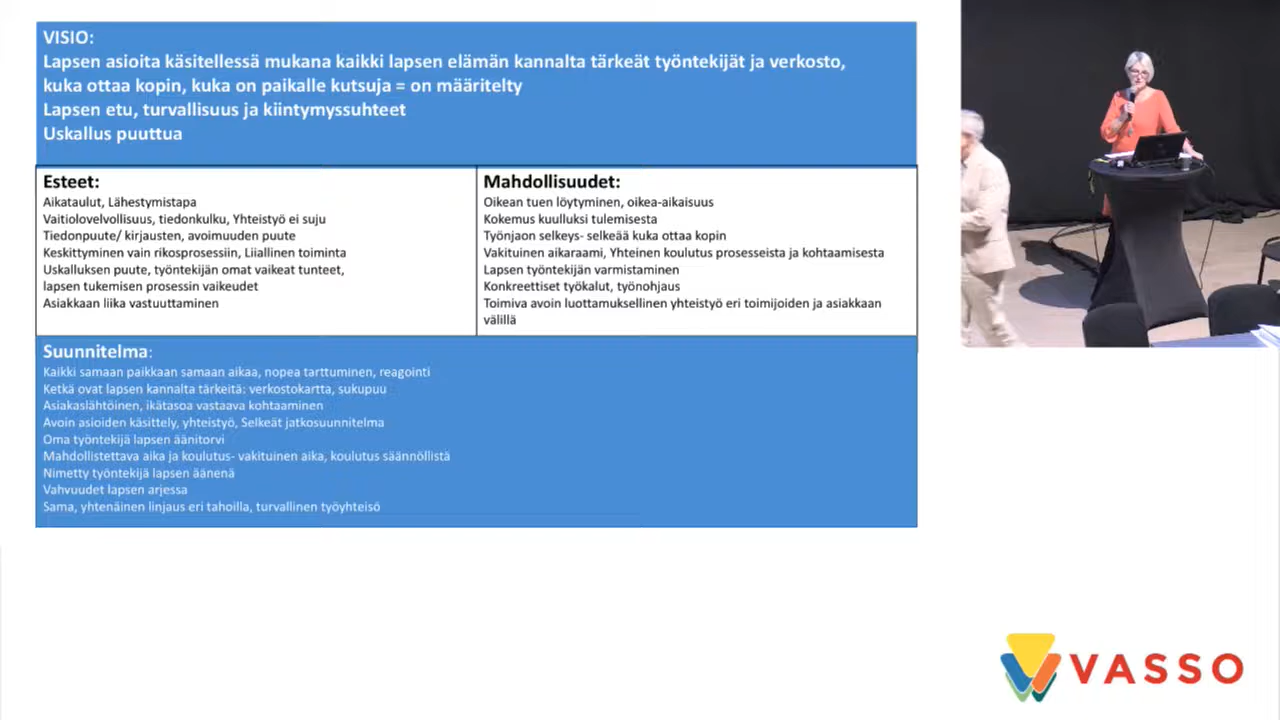 VISIO:
Lapsen asioita käsitellessä mukana kaikki lapsen elämän kannalta tärkeät työntekijät ja verkosto,
kuka ottaa kopin, kuka on paikalle kutsuja = on määritelty
Lapsen etu, turvallisuus ja kiintymyssuhteet
Uskallus puuttua
Esteet:
Aikataulut, Lähestymistapa
Vaitiolovelvollisuus, tiedonkulku, Yhteistyö ei suju
Tiedonpuute/ kirjausten, avoimuuden puute
Keskittyminen vain rikosprosessiin, Liiallinen toiminta
Uskalluksen puute, työntekijän omat vaikeat tunteet,
lapsen tukemisen prosessin vaikeudet
Asiakkaan liika vastuuttaminen
Mahdollisuudet:
Oikean tuen löytyminen, oikea-aikaisuus
Kokemus kuulluksi tulemisesta
Työnjaon selkeys- selkeää kuka ottaa kopin
Vakituinen aikaraami, Yhteinen koulutus prosesseista ja kohtaamisesta
Lapsen työntekijän varmistaminen
Konkreettiset työkalut, työnohjaus
Toimiva avoin luottamuksellinen yhteistyö eri toimijoiden ja asiakkaan
välillä
Suunnitelma:
Kaikki samaan paikkaan samaan aikaa, nopea tarttuminen, reagointi
Ketkä ovat lapsen kannalta tärkeitä: verkostokartta, sukupuu
Asiakaslähtöinen, ikätasoa vastaava kohtaaminen
Avoin asioiden käsittely, yhteistyö, Selkeät jatkosuunnitelma
Oma työntekijä lapsen äänitorvi
Mahdollistettava aika ja koulutus- vakituinen aika, koulutus säännöllistä
Nimetty työntekijä lapsen äänenä
Vahvuudet lapsen arjessa
Sama, yhtenäinen linjaus eri tahoilla, turvallinen työyhteisö
VASSO